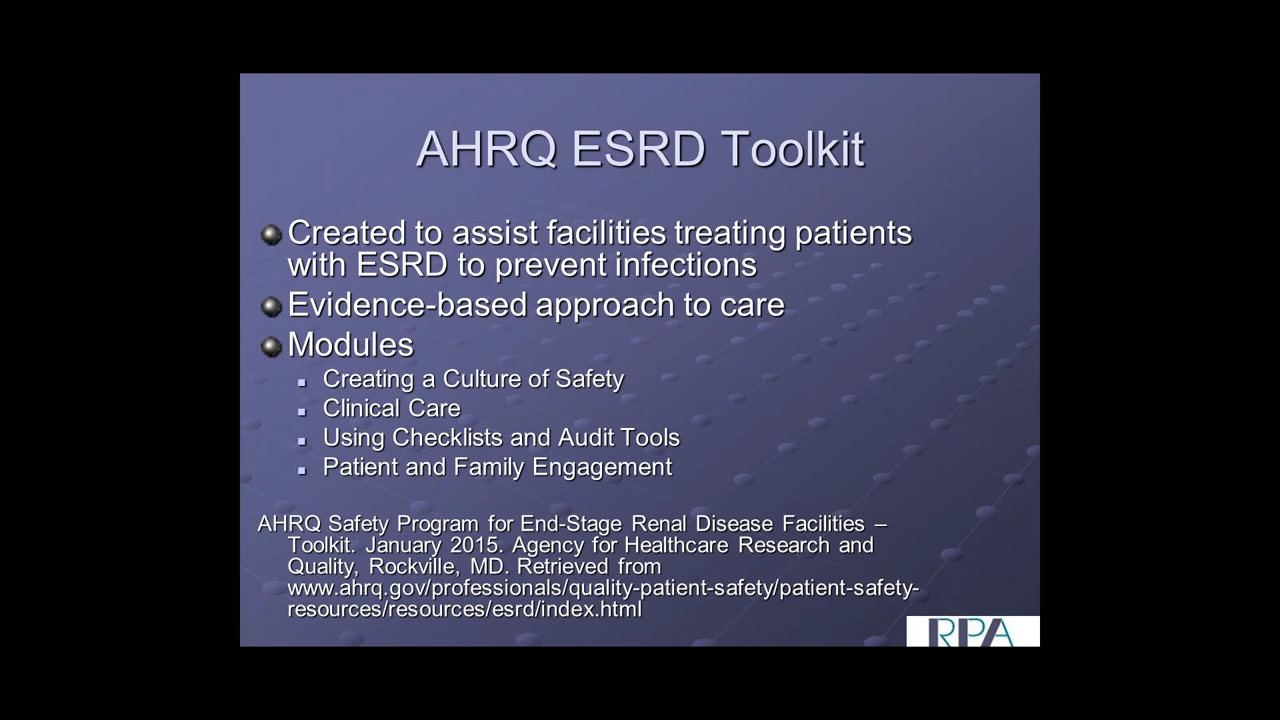 AHRQ ESRD Toolkit
Created to assist facilities treating patients
with ESRD to prevent infections
Evidence-based approach to care
Modules
Creating a Culture of Safety
Clinical Care
Using Checklists and Audit Tools
Patient and Family Engagement
AHRQ Safety Program for End-Stage Renal Disease Facilities –
Toolkit. January 2015. Agency for Healthcare Research and
Quality, Rockville, MD. Retrieved from
www.ahrq.gov/professionals/quality-patient-safety/patient-safety-
resources/resources/esrd/index.html
RPA